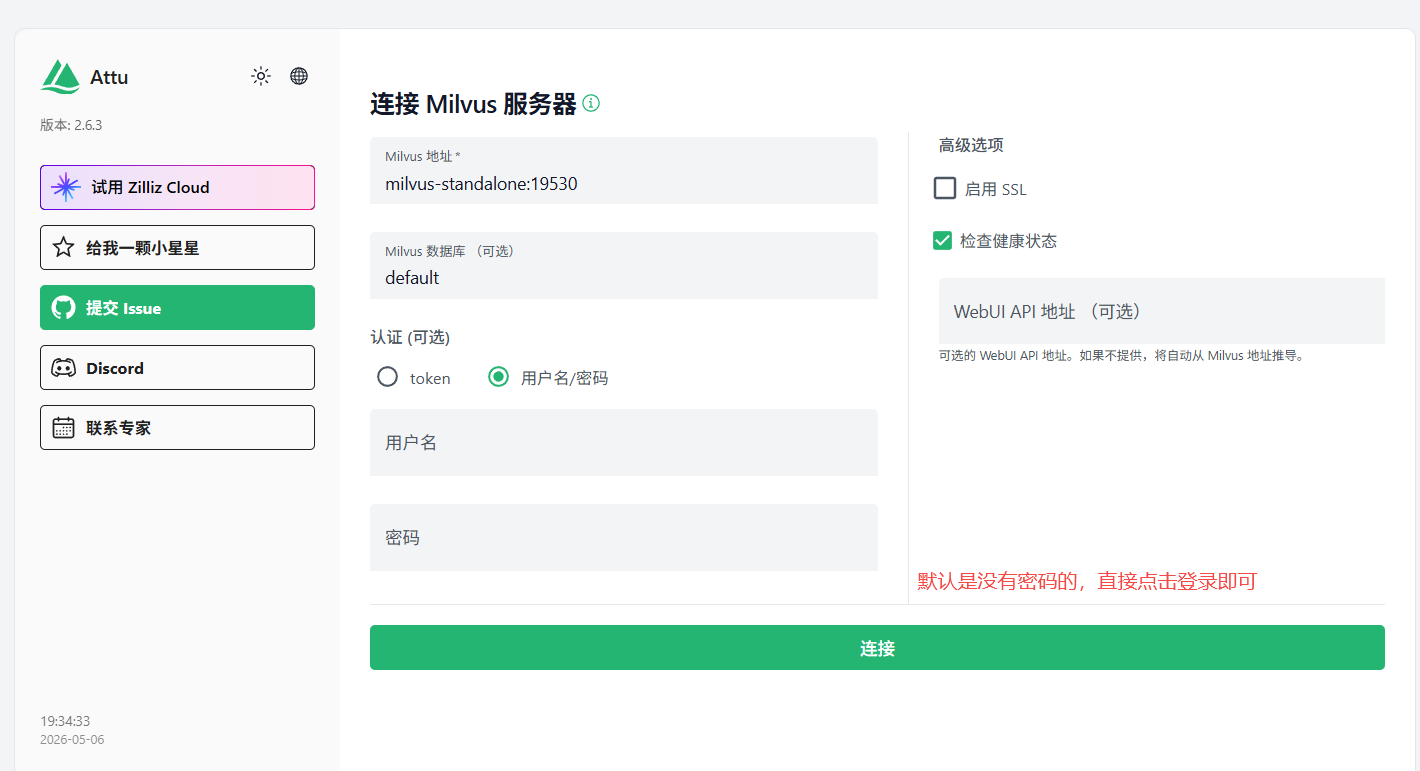 Attu
版本: 2.6.3
试用 Zilliz Cloud
给我一颗小星星
提交 Issue
Discord
联系专家
19:34:33
2026-05-06
连接 Milvus 服务器
Milvus 地址 *
milvus-standalone:19530
Milvus 数据库 （可选）
default
认证 (可选)
token
用户名/密码
用户名
密码
高级选项
启用 SSL
检查健康状态
WebUI API 地址 （可选）
可选的 WebUI API 地址。如果不提供，将自动从 Milvus 地址推导。
默认是没有密码的，直接点击登录即可
连接